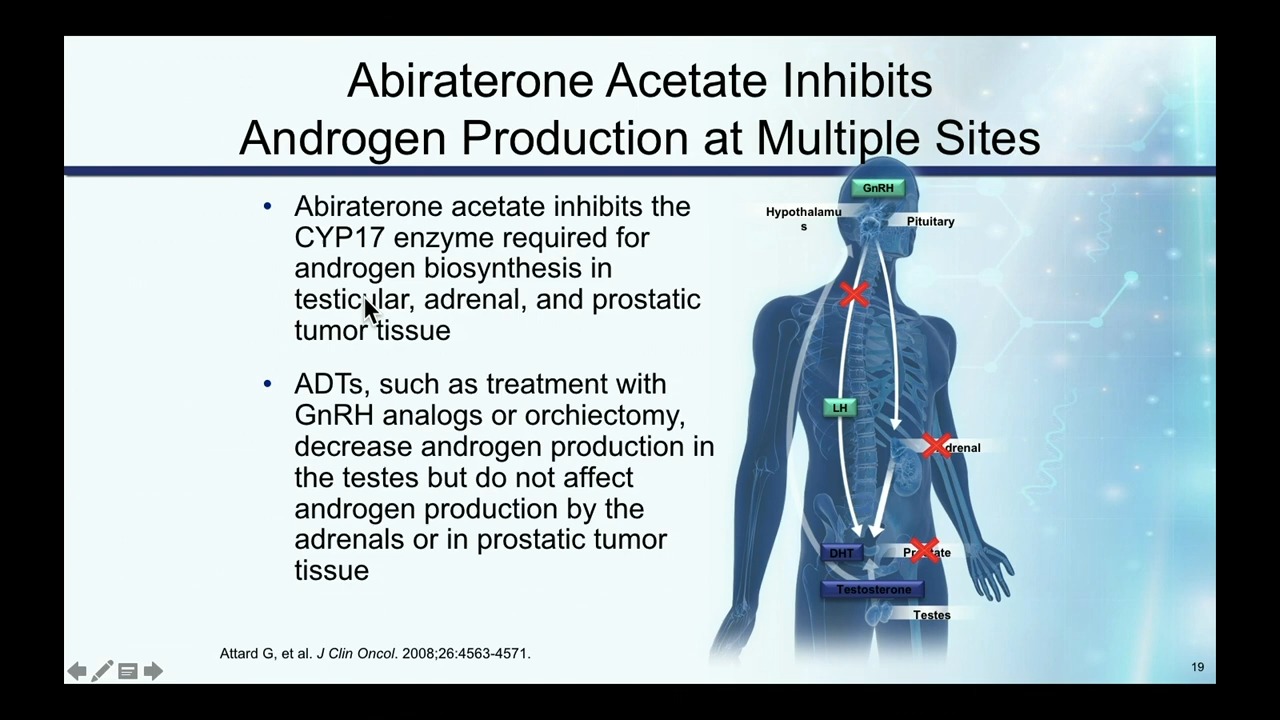 Abiraterone Acetate Inhibits
Androgen Production at Multiple Sites
• Abiraterone acetate inhibits the
CYP17 enzyme required for
androgen biosynthesis in
testicular, adrenal, and prostatic
tumor tissue
• ADTs, such as treatment with
GnRH analogs or orchiectomy,
decrease androgen production in
the testes but do not affect
androgen production by the
adrenals or in prostatic tumor
tissue
GnRH
Hypothalamu
s
Pituitary
LH
drenal
DHT
Prostate
Testosterone
Testes
Attard G, et al. J Clin Oncol. 2008;26:4563-4571.
19